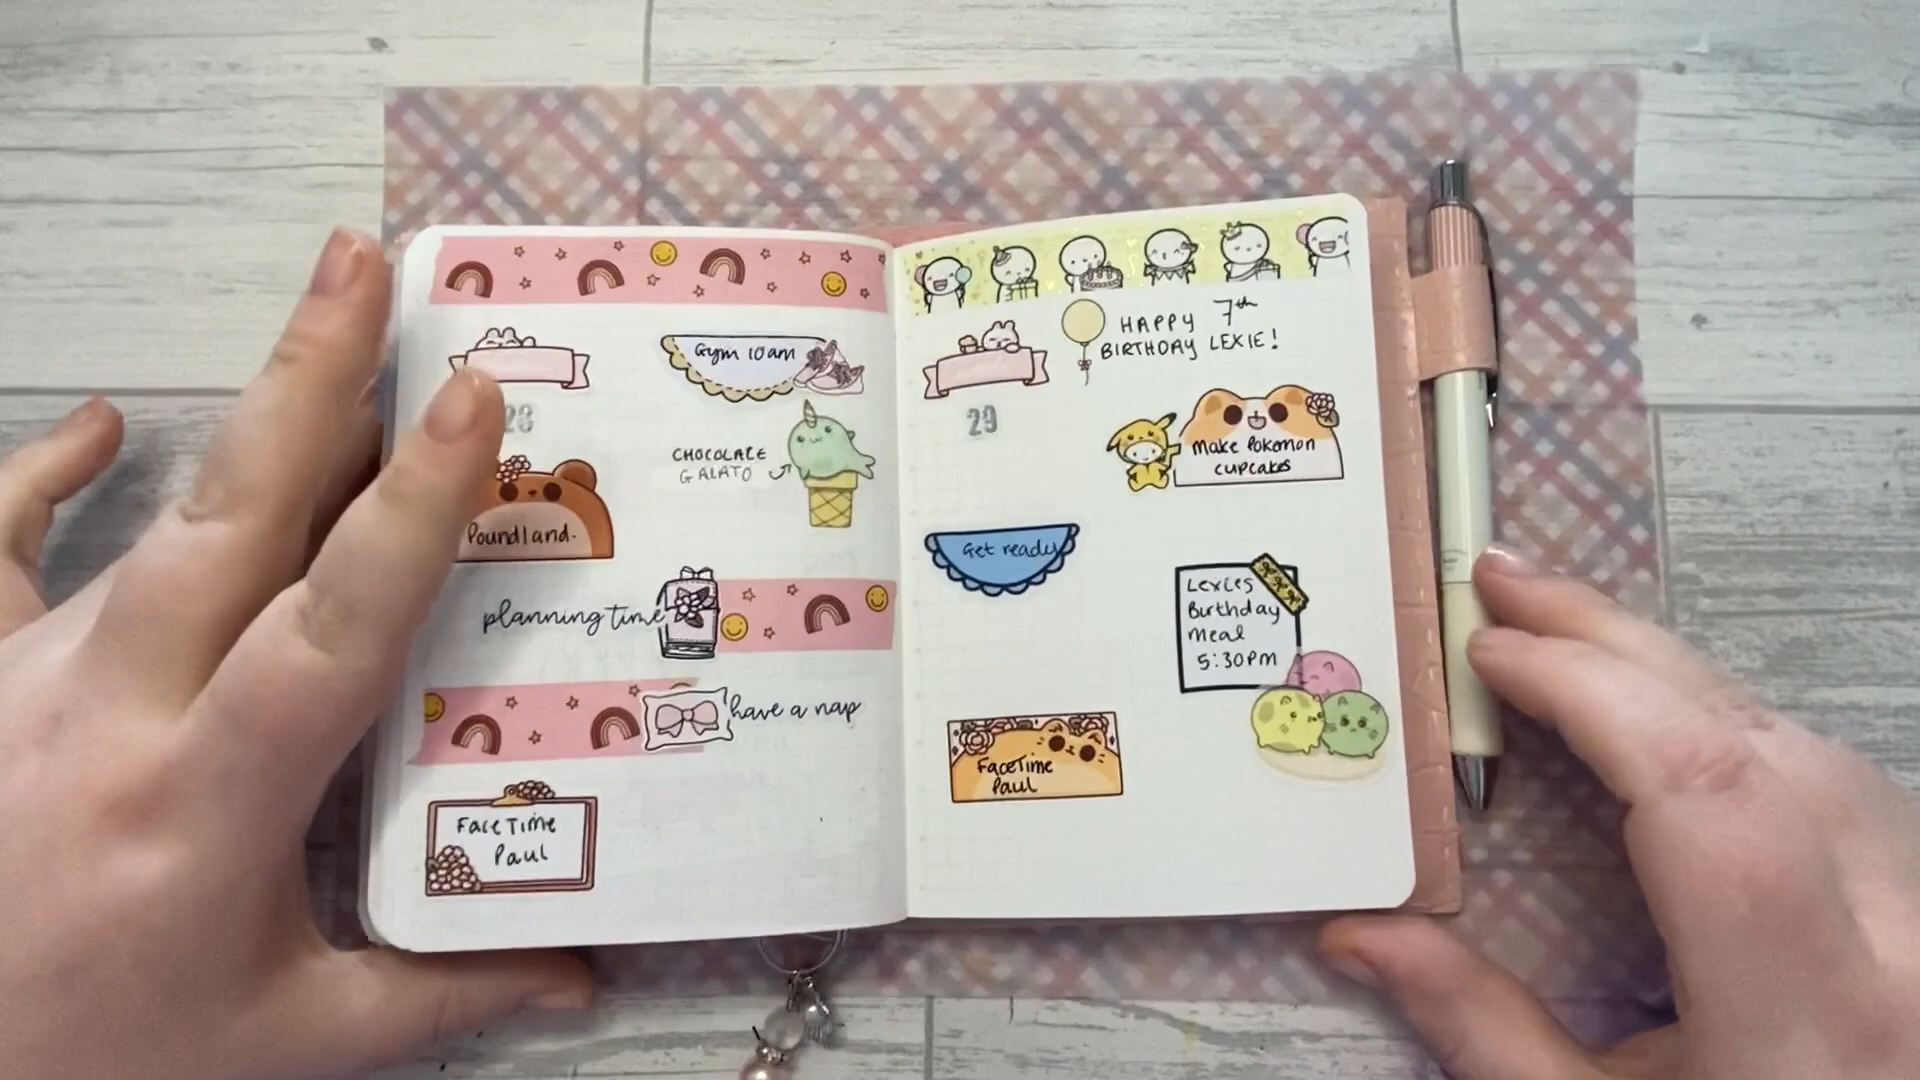 Gym 10am
28
CHOCOLATE
GALATO
Poundland.
planning time
have a nap
FaceTime
Paul
HAPPY 7th
BIRTHDAY LEXIE!
29
Make Pokemon
cupcakes
Get ready
Lexies
Birthday
meal
5:30pm
FaceTime
Paul